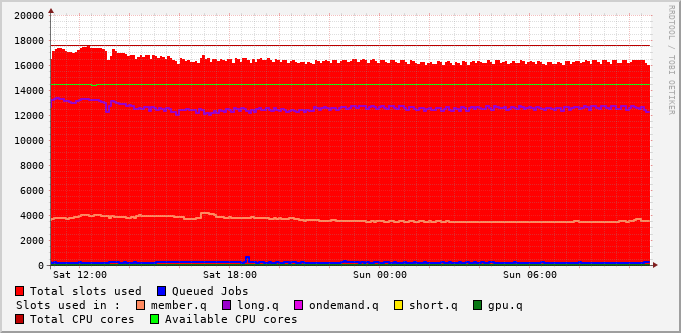 20000
18000
16000
14000
12000
10000
8000
6000
4000
2000
0
Sat 12:00 Sat 18:00 Sun 00:00 Sun 06:00
RRDTOOL / TOBI OETIKER
Total slots used Queued Jobs
Slots used in : member.q long.q ondemand.q short.q gpu.q
Total CPU cores Available CPU cores